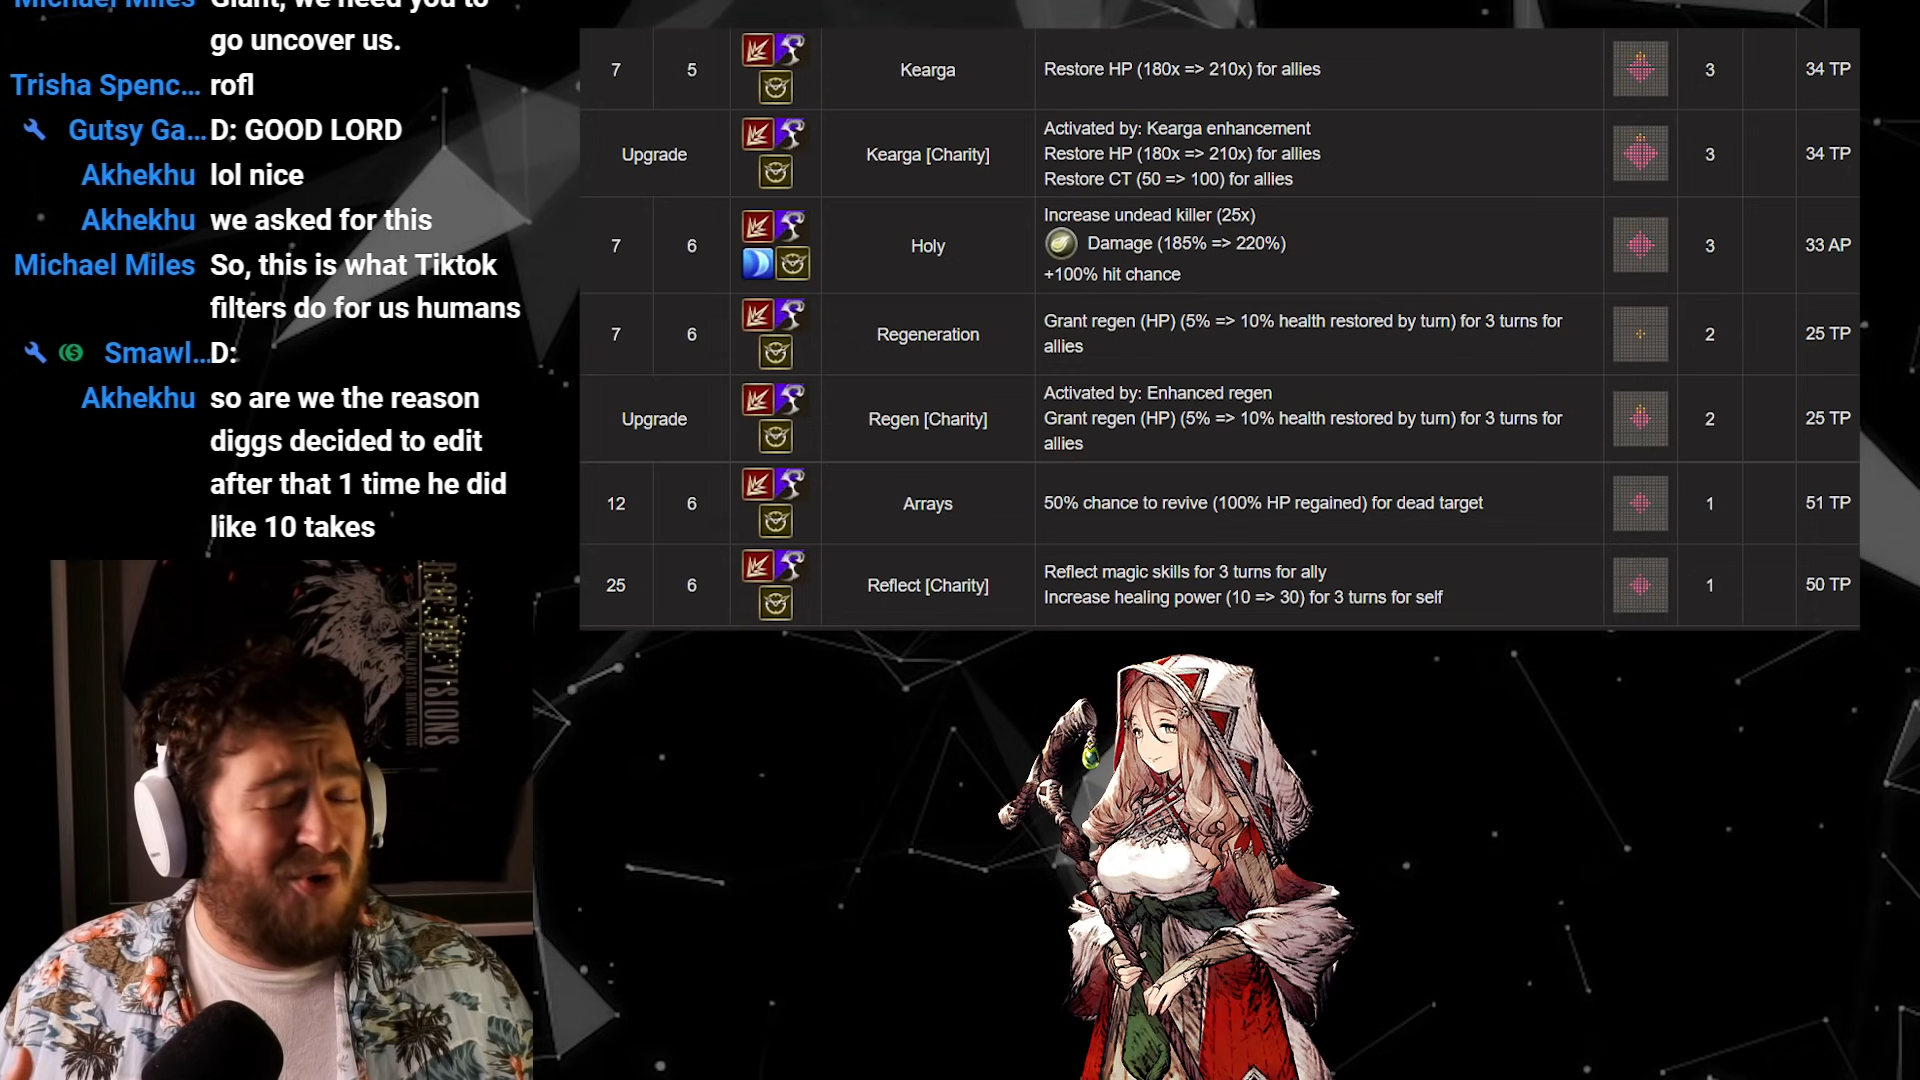 Michael Miles Giant, we need you to
go uncover us.
Trisha Spenc... rofl
Gutsy Ga... D: GOOD LORD
Akhekhu lol nice
Akhekhu we asked for this
Michael Miles So, this is what Tiktok
filters do for us humans
Smawl... D:
Akhekhu so are we the reason
diggs decided to edit
after that 1 time he did
like 10 takes
7 5 Kearga Restore HP (180x => 210x) for allies 3 34 TP
Upgrade Kearga [Charity] Activated by: Kearga enhancement
Restore HP (180x => 210x) for allies
Restore CT (50 => 100) for allies
3 34 TP
7 6 Holy Increase undead killer (25x)
Damage (185% => 220%)
+100% hit chance
3 33 AP
7 6 Regeneration Grant regen (HP) (5% => 10% health restored by turn) for 3 turns for
allies
2 25 TP
Upgrade Regen [Charity] Activated by: Enhanced regen
Grant regen (HP) (5% => 10% health restored by turn) for 3 turns for
allies
2 25 TP
12 6 Arrays 50% chance to revive (100% HP regained) for dead target 1 51 TP
25 6 Reflect [Charity] Reflect magic skills for 3 turns for ally
Increase healing power (10 => 30) for 3 turns for self
1 50 TP